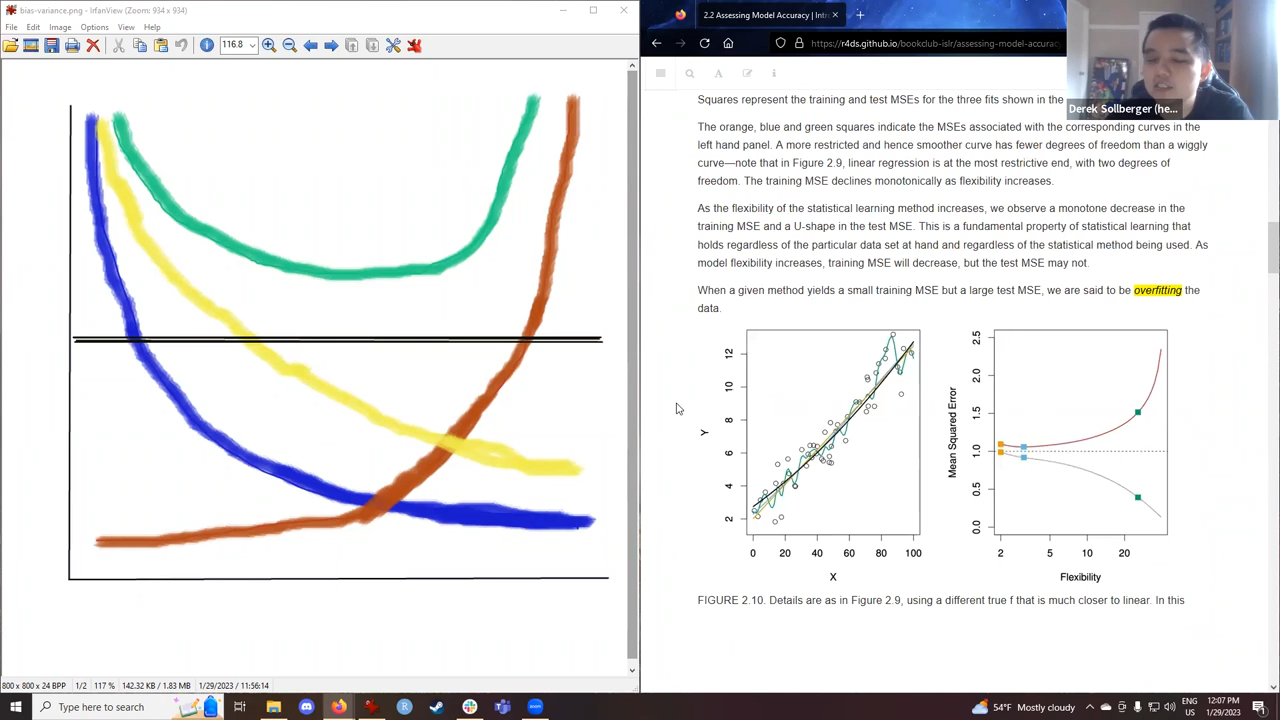 bias-variance.png - IrfanView (Zoom: 934 x 934)
File Edit Image Options View Help
116.8
800 x 800 x 24 BPP 1/2 117 % 142.32 KB / 1.83 MB 1/29/2023 / 11:56:14
2.2 Assessing Model Accuracy | Intr
https://r4ds.github.io/bookclub-islr/assessing-model-accuracy
Derek Sollberger (he...
Squares represent the training and test MSEs for the three fits shown in the
The orange, blue and green squares indicate the MSEs associated with the corresponding curves in the
left hand panel. A more restricted and hence smoother curve has fewer degrees of freedom than a wiggly
curve—note that in Figure 2.9, linear regression is at the most restrictive end, with two degrees of
freedom. The training MSE declines monotonically as flexibility increases.
As the flexibility of the statistical learning method increases, we observe a monotone decrease in the
training MSE and a U-shape in the test MSE. This is a fundamental property of statistical learning that
holds regardless of the particular data set at hand and regardless of the statistical method being used. As
model flexibility increases, training MSE will decrease, but the test MSE may not.
When a given method yields a small training MSE but a large test MSE, we are said to be overfitting the
data.
Y
12
10
8
6
4
2
0 20 40 60 80 100
X
Mean Squared Error
2.5
2.0
1.5
1.0
0.5
0.0
2 5 10 20
Flexibility
FIGURE 2.10. Details are as in Figure 2.9, using a different true f that is much closer to linear. In this
Type here to search
54°F Mostly cloudy
ENG
US
12:07 PM
1/29/2023